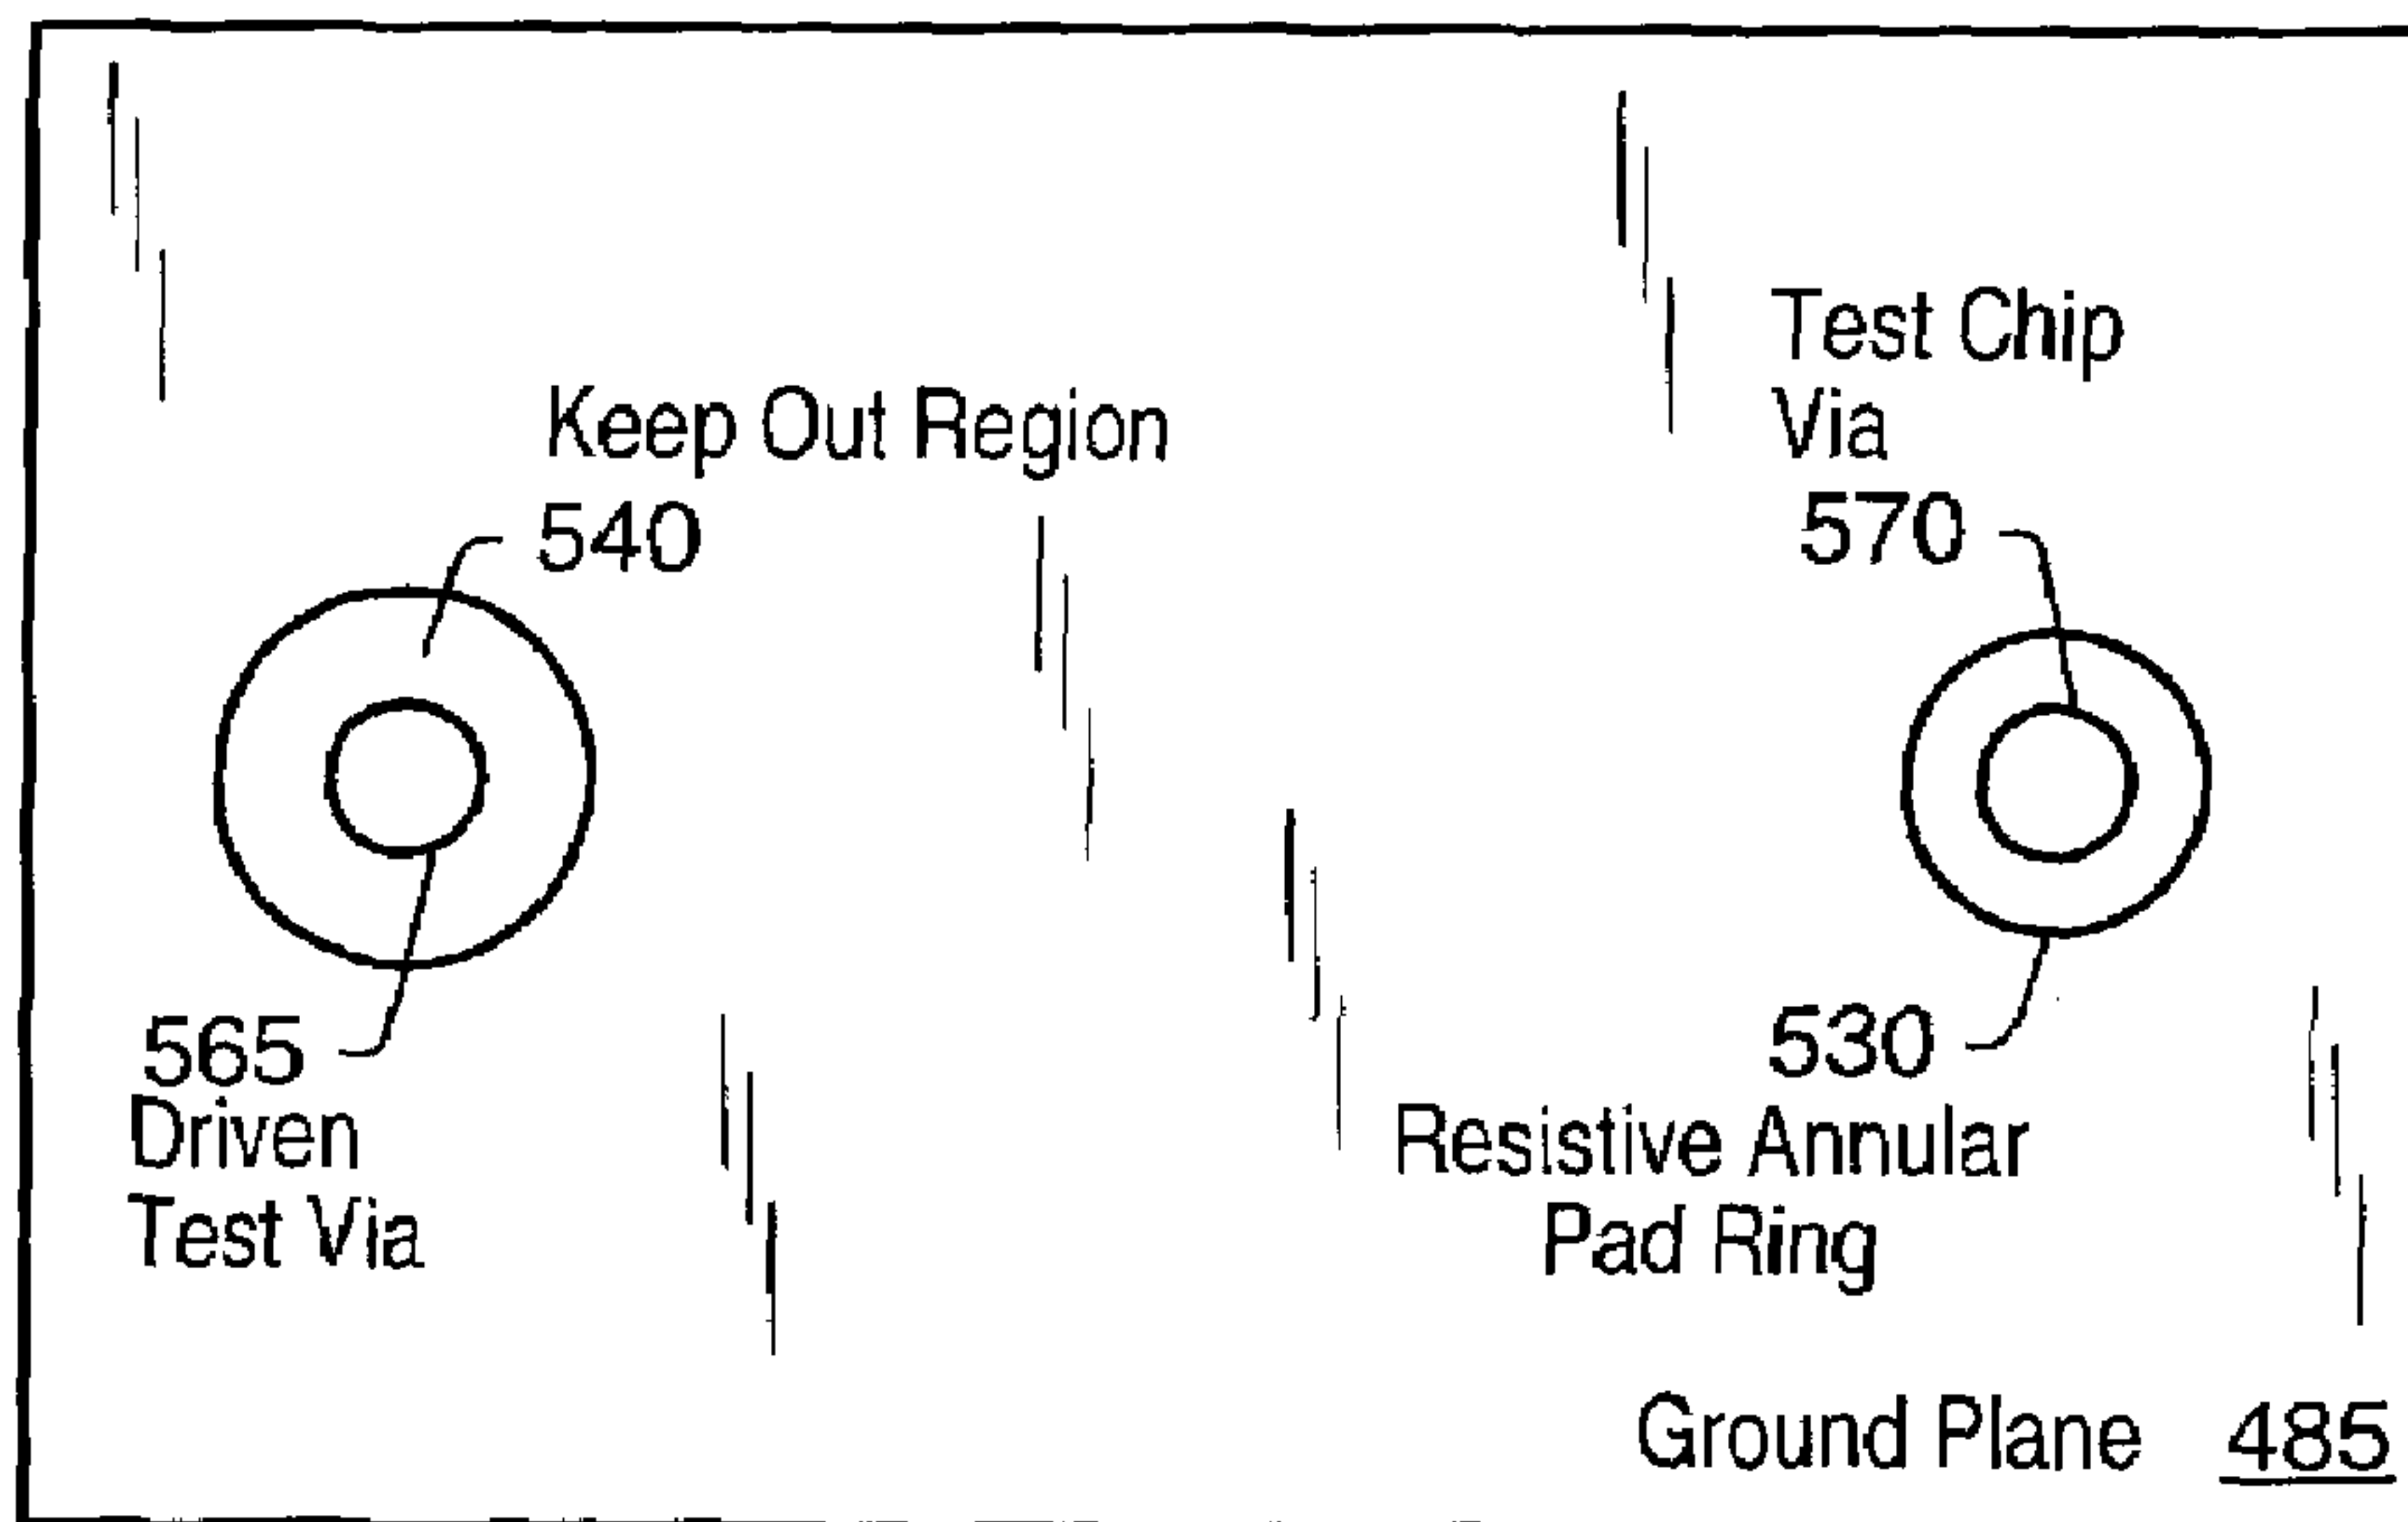 Keep Out Region
540
Test Chip
Via
570
565
Driven
Test Via
530
Resistive Annular
Pad Ring
Ground Plane 485